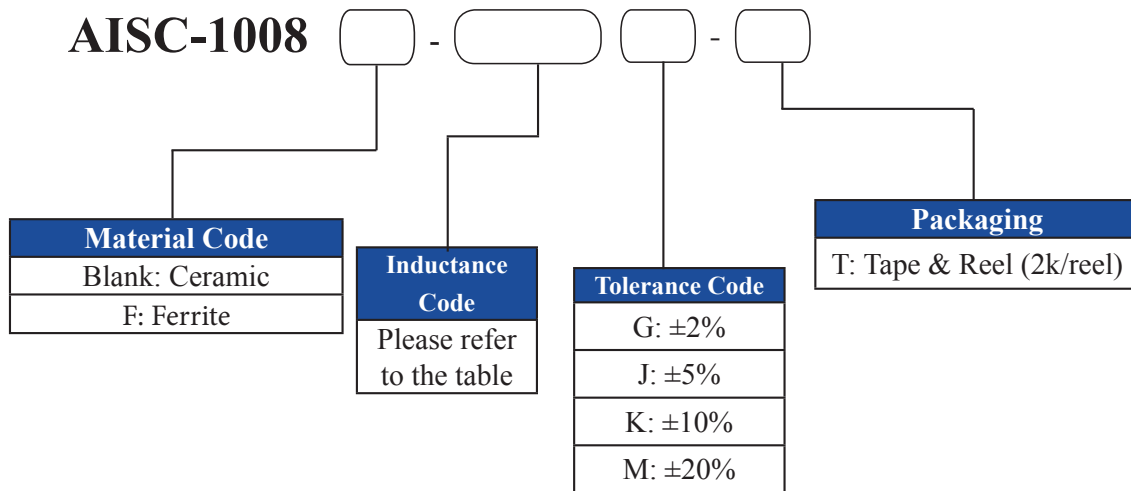 AISC-1008 - -
Material Code
Blank: Ceramic
F: Ferrite
Inductance
Code
Please refer
to the table
Tolerance Code
G: ±2%
J: ±5%
K: ±10%
M: ±20%
Packaging
T: Tape & Reel (2k/reel)